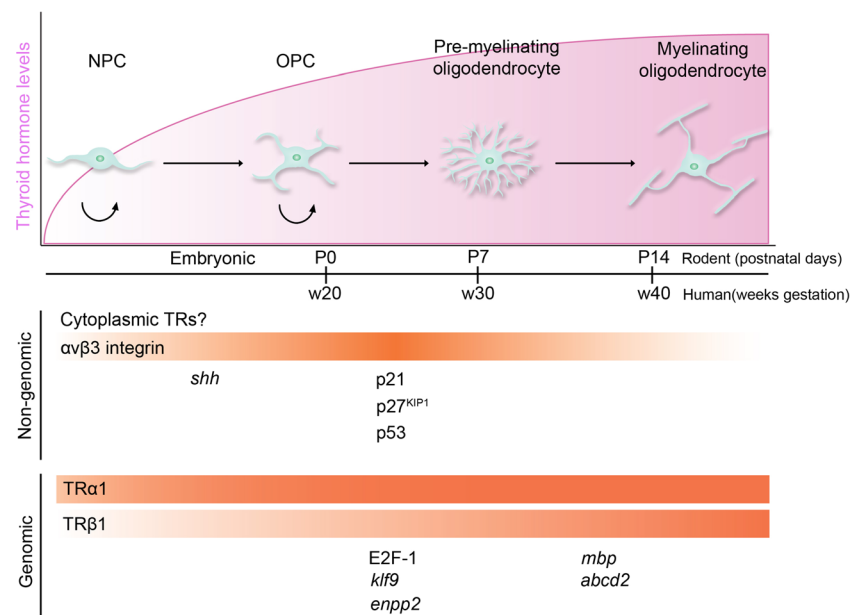 Thyroid hormone levels
NPC
OPC
Pre-myelinating
oligodendrocyte
Myelinating
oligodendrocyte
Embryonic P0 P7 P14 Rodent (postnatal days)
w20 w30 w40 Human(weeks gestation)
Non-genomic
Cytoplasmic TRs?
αvβ3 integrin
shh
p21
p27KIP1
p53
Genomic
TRα1
TRβ1
E2F-1
klf9
enpp2
mbp
abcd2